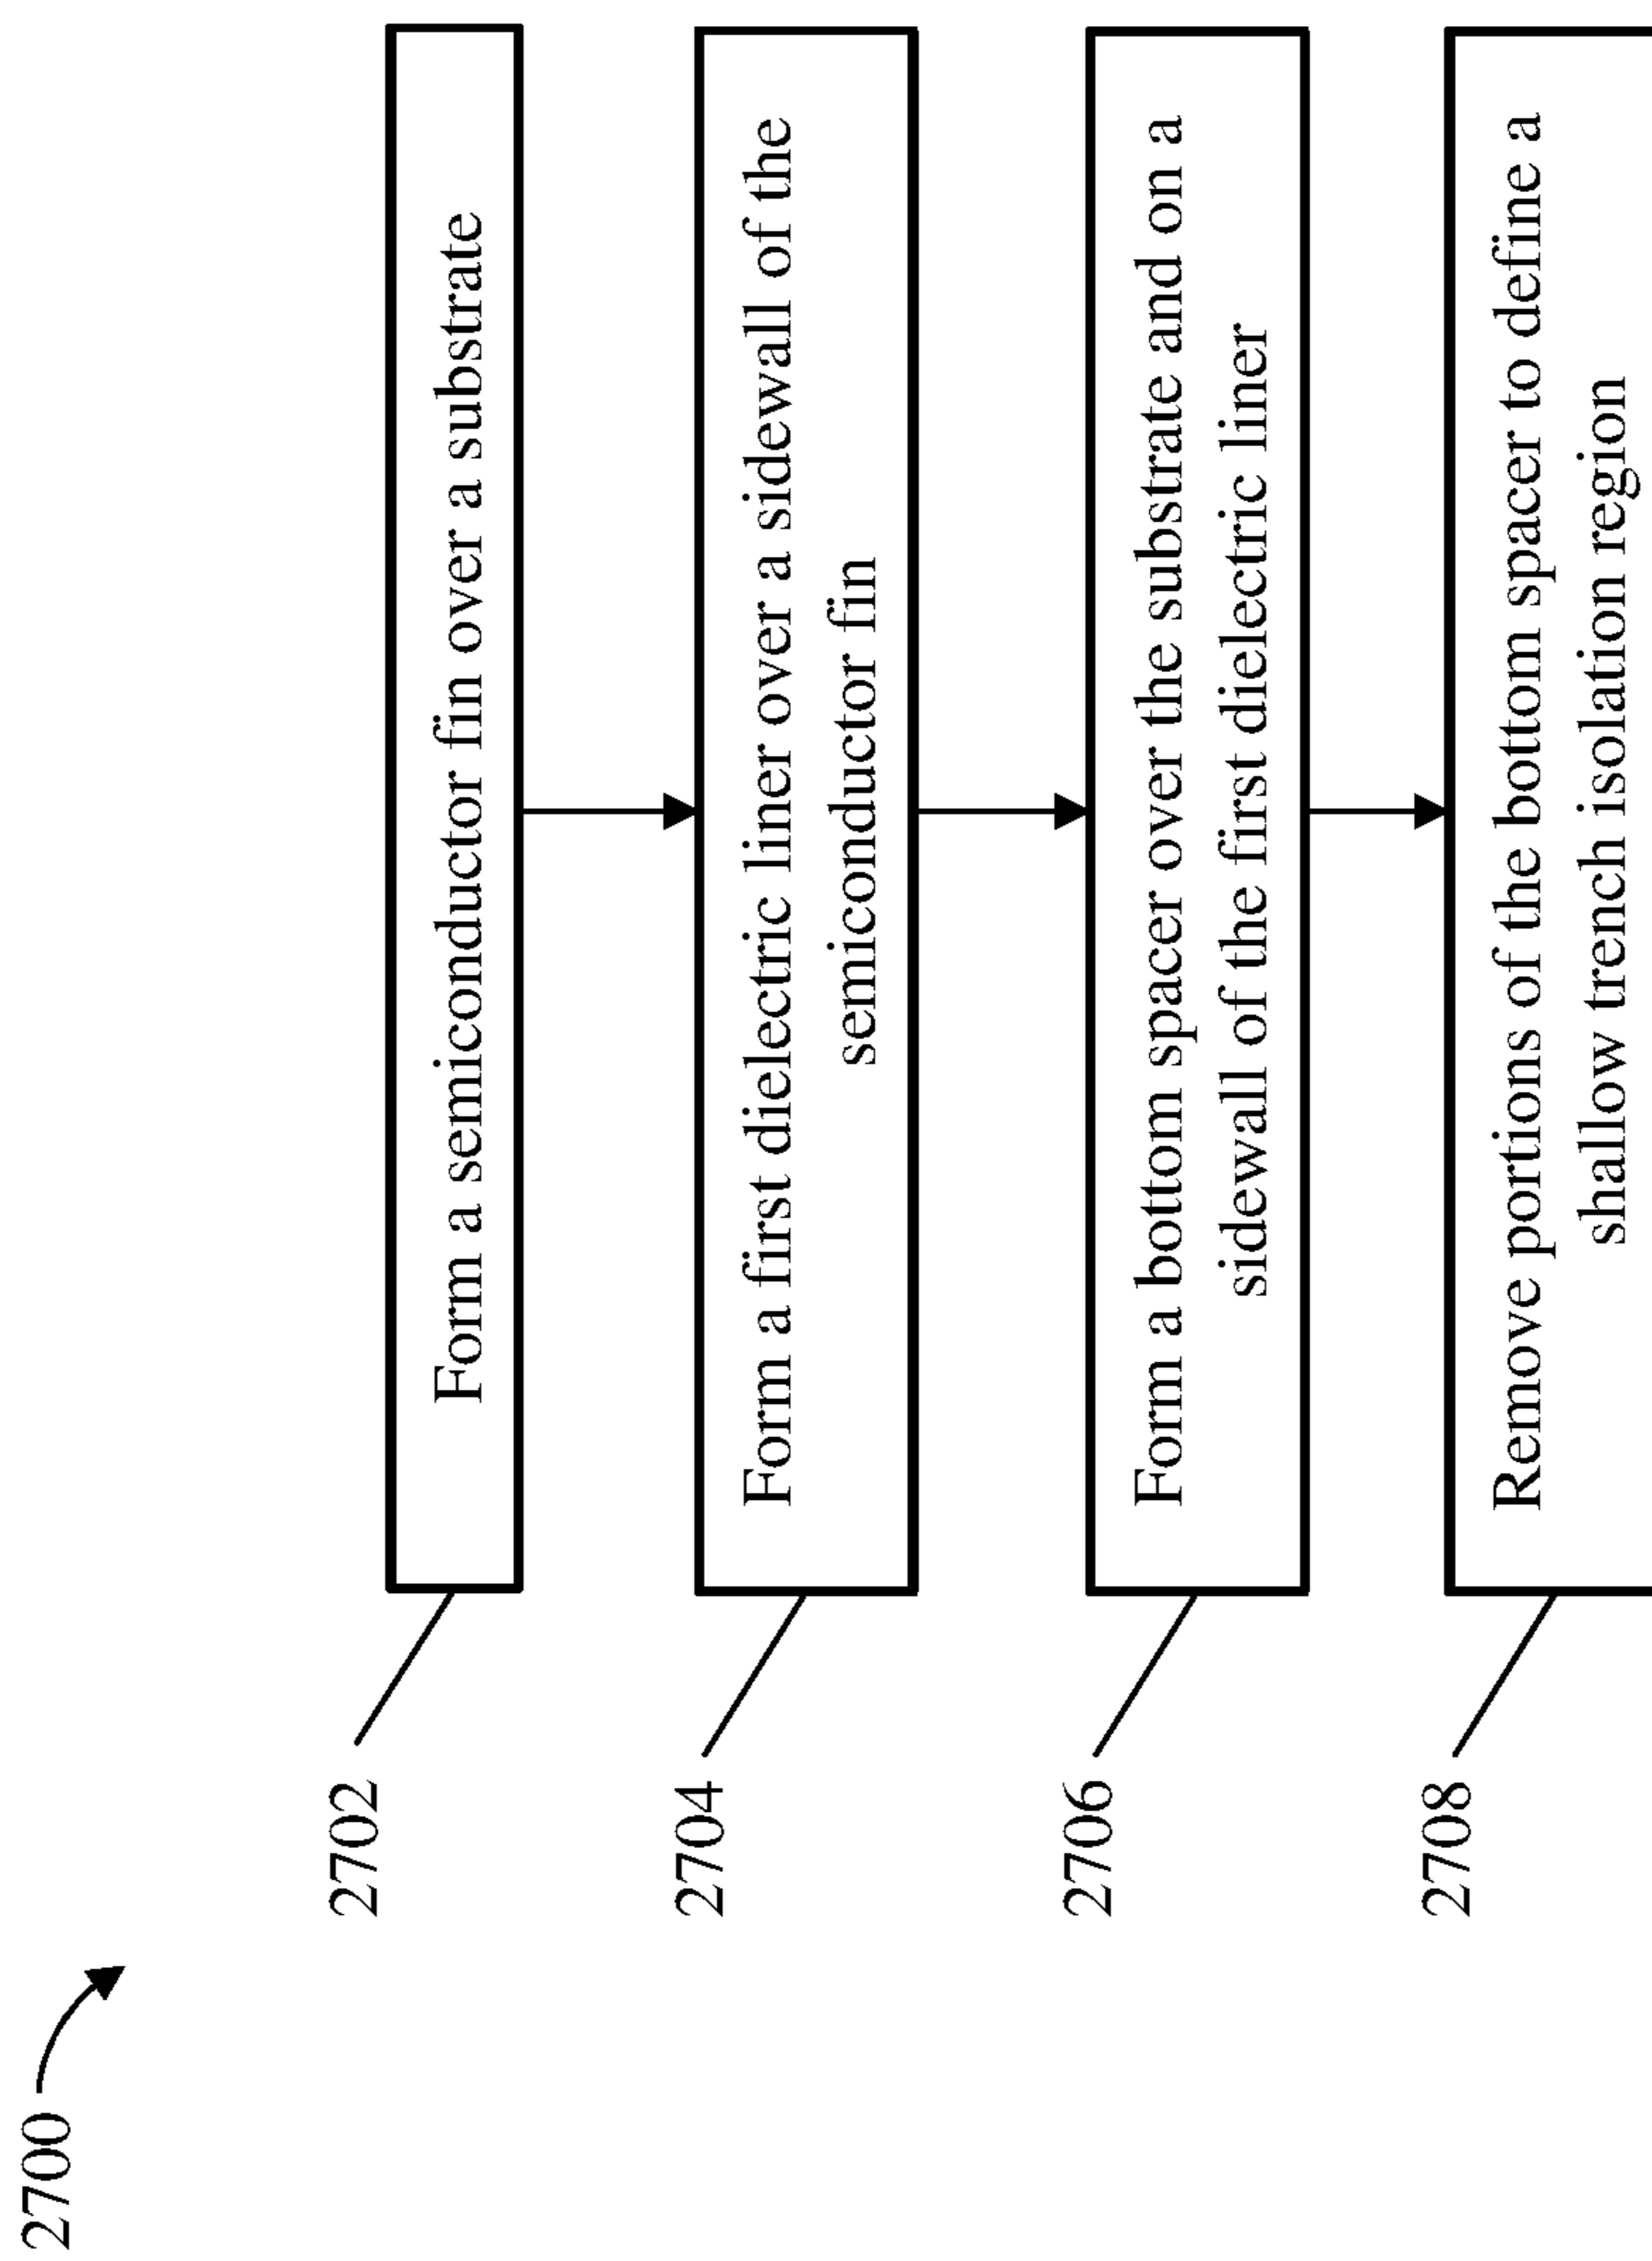 2700
2702
Form a semiconductor fin over a substrate
2704
Form a first dielectric liner over a sidewall of the
semiconductor fin
2706
Form a bottom spacer over the substrate and on a
sidewall of the first dielectric liner
2708
Remove portions of the bottom spacer to define a
shallow trench isolation region